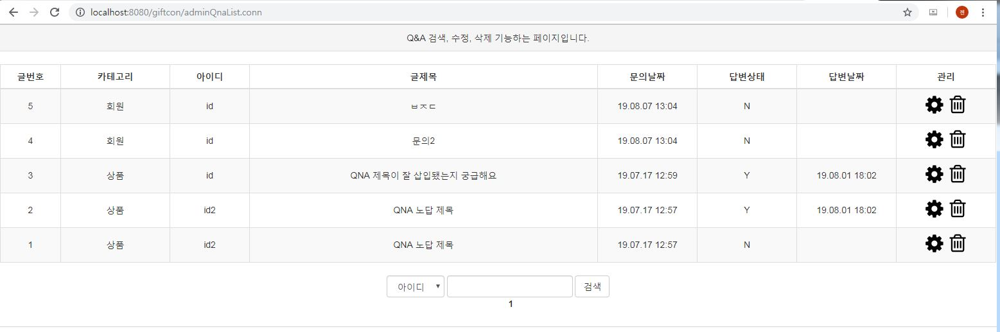 localhost:8080/giftcon/adminQnaList.conn
젠
Q&A 검색, 수정, 삭제 기능하는 페이지입니다.
글번호 카테고리 아이디 글제목 문의날짜 답변상태 답변날짜 관리
5 회원 id ㅂㅈㄷ 19.08.07 13:04 N
4 회원 id 문의2 19.08.07 13:04 N
3 상품 id QNA 제목이 잘 삽입됐는지 궁급해요 19.07.17 12:59 Y 19.08.01 18:02
2 상품 id2 QNA 노답 제목 19.07.17 12:57 Y 19.08.01 18:02
1 상품 id2 QNA 노답 제목 19.07.17 12:57 N
아이디 검색
1